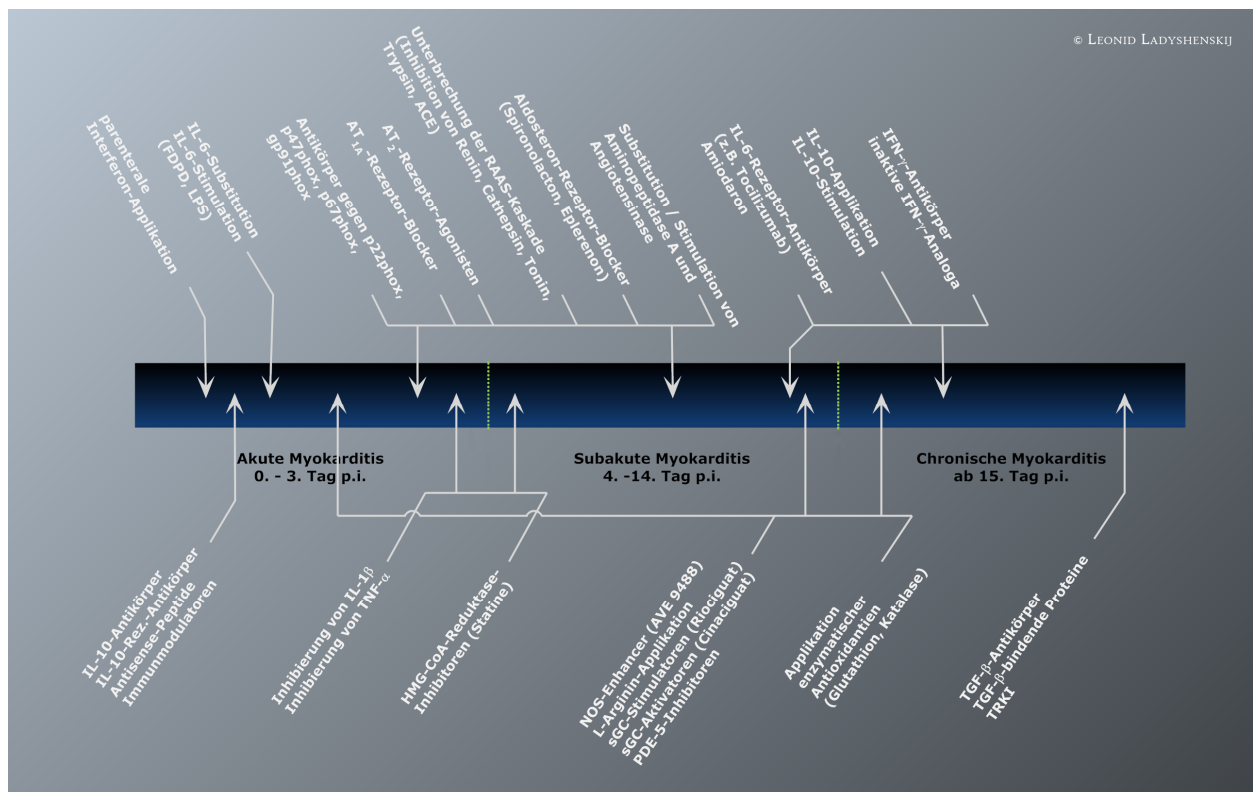 © Leonid Ladyshenskij
parenterale
Interferon-Applikation
IL-6-Substitution
IL-6-Stimulation
(FDPD, LPS)
Antikörper gegen p22phox,
p47phox, p67phox,
gp91phox
AT1A-Rezeptor-Blocker
AT2-Rezeptor-Agonisten
Unterbrechung der RAAS-Kaskade
(Inhibition von Renin, Cathepsin, Tonin,
Trypsin, ACE)
Aldosteron-Rezeptor-Blocker
(Spironolacton, Eplerenon)
Substitution / Stimulation von
Aminopeptidase A und
Angiotensinase
IL-6-Rezeptor-Antikörper
(z.B. Tocilizumab)
Amiodaron
IL-10-Applikation
IL-10-Stimulation
IFN-γ-Antikörper
inaktive IFN-γ-Analoga
Akute Myokarditis
0. - 3. Tag p.i.
Subakute Myokarditis
4. -14. Tag p.i.
Chronische Myokarditis
ab 15. Tag p.i.
IL-10-Antikörper
IL-10-Rez.-Antikörper
Antisense-Peptide
Immunmodulatoren
Inhibierung von IL-1β
Inhibierung von TNF-α
HMG-CoA-Reduktase-
Inhibitoren (Statine)
NOS-Enhancer (AVE 9488)
L-Arginin-Applikation
sGC-Stimulatoren (Riociguat)
sGC-Aktivatoren (Cinaciguat)
PDE-5-Inhibitoren
Applikation
enzymatischer
Antioxidantien
(Glutathion, Katalase)
TGF-β-Antikörper
TGF-β-bindende Proteine
TRKI